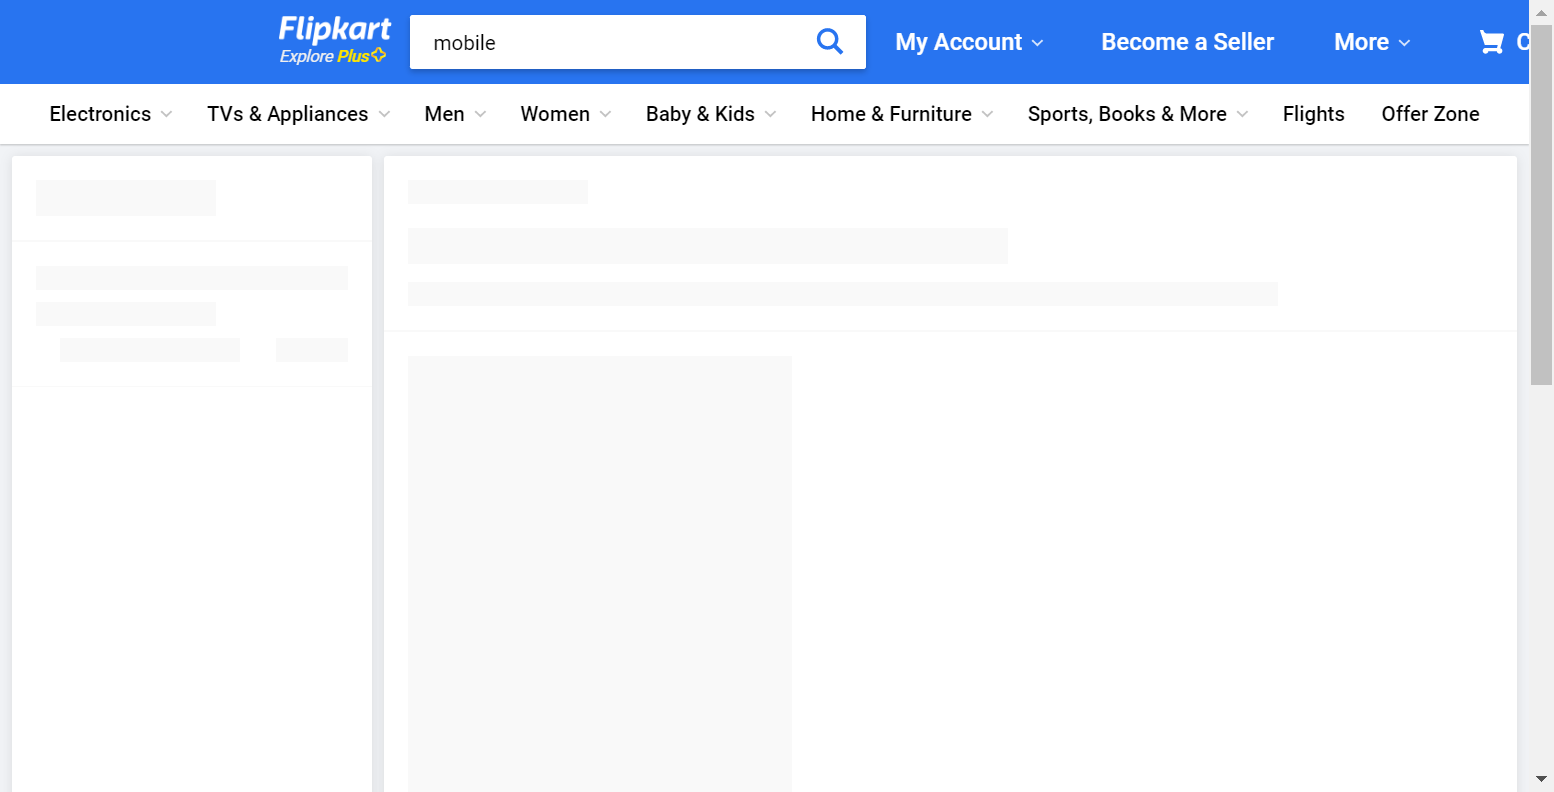 Flipkart
Explore Plus
mobile
My Account
Become a Seller
More
C
Electronics
TVs & Appliances
Men
Women
Baby & Kids
Home & Furniture
Sports, Books & More
Flights
Offer Zone